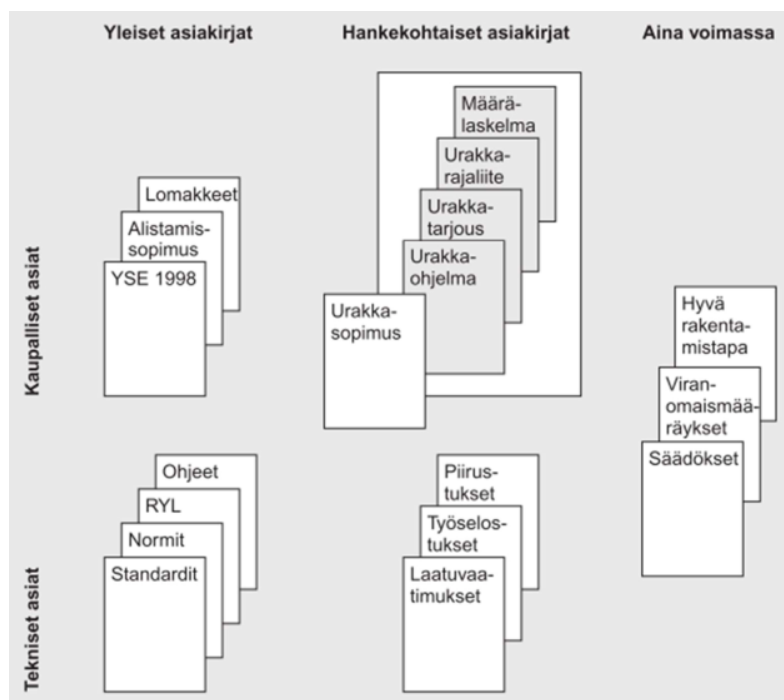 Yleiset asiakirjat
Hankekohtaiset asiakirjat
Aina voimassa
Kaupalliset asiat
Lomakkeet
Alistamis-
sopimus
YSE 1998
Määrä-
laskelma
Urakka-
rajaliite
Urakka-
tarjous
Urakka-
ohjelma
Urakka-
sopimus
Hyvä
rakenta-
mistapa
Viran-
omaismää-
räykset
Säädökset
Tekniset asiat
Ohjeet
RYL
Normit
Standardit
Piirus-
tukset
Työselos-
tukset
Laatuvaa-
timukset